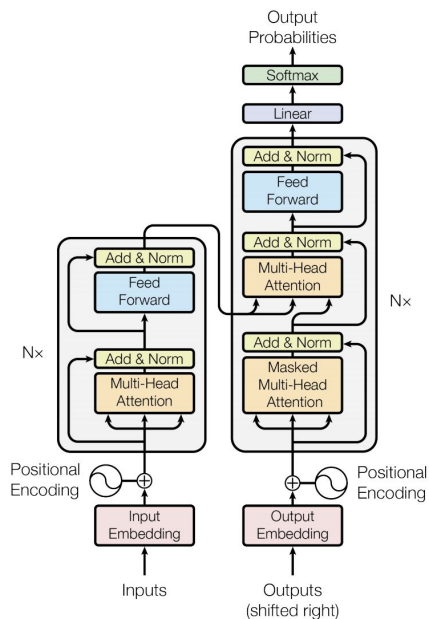 Output
Probabilities
Softmax
Linear
Add & Norm
Feed
Forward
Add & Norm
Multi-Head
Attention
Add & Norm
Masked
Multi-Head
Attention
N×
Add & Norm
Feed
Forward
Add & Norm
Multi-Head
Attention
N×
Positional
Encoding
Positional
Encoding
Input
Embedding
Output
Embedding
Inputs
Outputs
(shifted right)